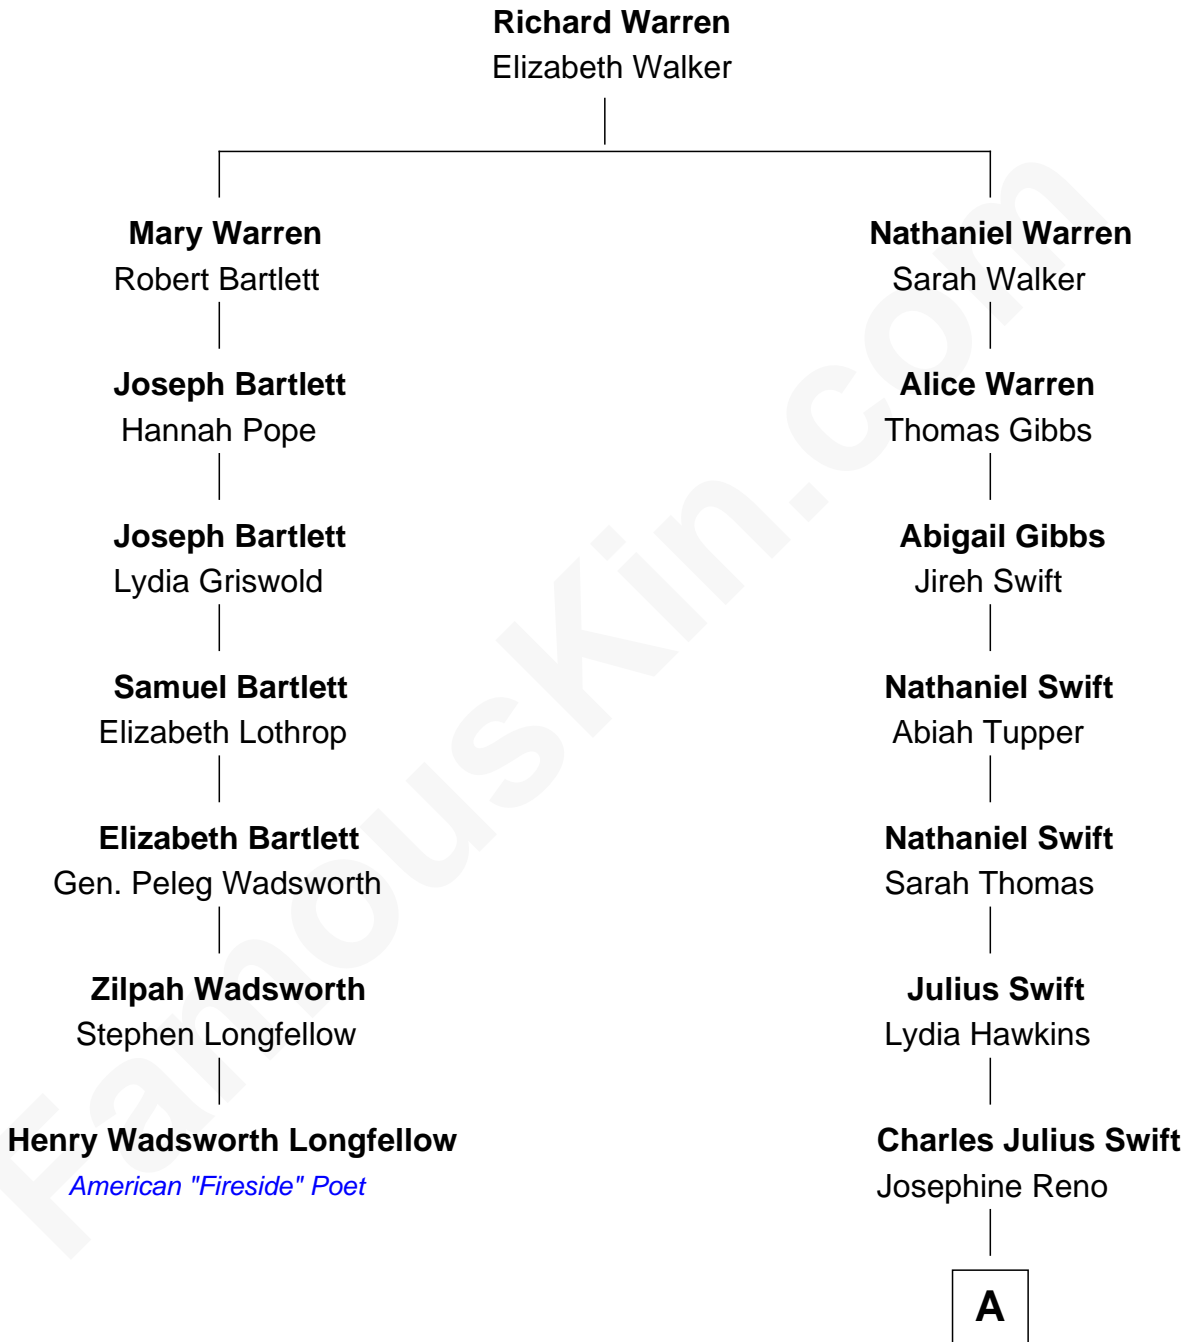 Richard Warren
Elizabeth Walker
Mary Warren
Robert Bartlett
Nathaniel Warren
Sarah Walker
Joseph Bartlett
Hannah Pope
Alice Warren
Thomas Gibbs
Joseph Bartlett
Lydia Griswold
Abigail Gibbs
Jireh Swift
Samuel Bartlett
Elizabeth Lothrop
Nathaniel Swift
Abiah Tupper
Elizabeth Bartlett
Gen. Peleg Wadsworth
Nathaniel Swift
Sarah Thomas
Zilpah Wadsworth
Stephen Longfellow
Julius Swift
Lydia Hawkins
Henry Wadsworth Longfellow
American "Fireside" Poet
Charles Julius Swift
Josephine Reno
A
FamousKin.com